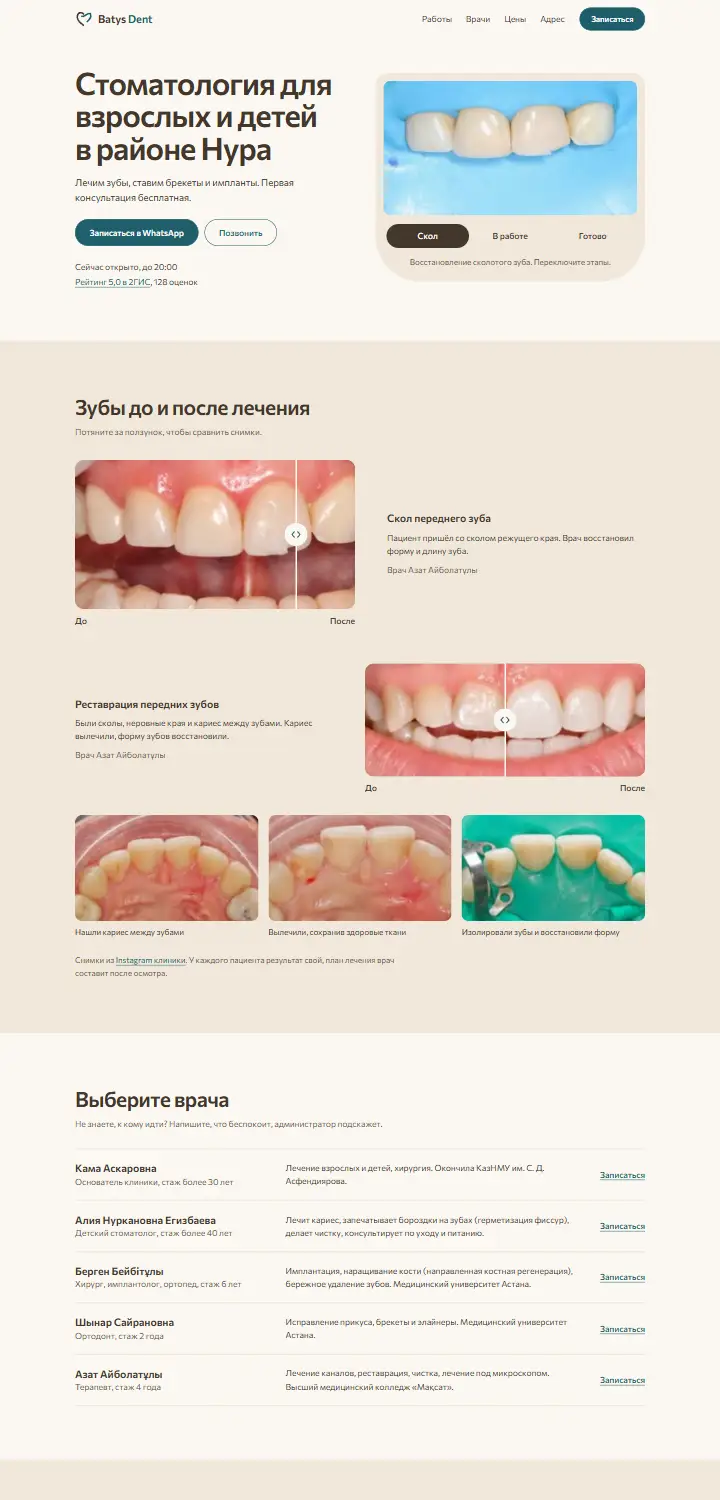 Batys Dent
Работы Врачи Цены Адрес Записаться
Стоматология для
взрослых и детей
в районе Нура
Лечим зубы, ставим брекеты и импланты. Первая
консультация бесплатная.
Записаться в WhatsApp Позвонить
Сейчас открыто, до 20:00
Рейтинг 5,0 в 2ГИС, 128 оценок
Скол В работе Готово
Восстановление сколотого зуба. Переключите этапы.
Зубы до и после лечения
Потяните за ползунок, чтобы сравнить снимки.
До После
Скол переднего зуба
Пациент пришёл со сколом режущего края. Врач восстановил
форму и длину зуба.
Врач Азат Айболатұлы
Реставрация передних зубов
Были сколы, неровные края и кариес между зубами. Кариес
вылечили, форму зубов восстановили.
Врач Азат Айболатұлы
До После
Нашли кариес между зубами
Вылечили, сохранив здоровые ткани
Изолировали зубы и восстановили форму
Снимки из Instagram клиники. У каждого пациента результат свой, план лечения врач
составит после осмотра.
Выберите врача
Не знаете, к кому идти? Напишите, что беспокоит, администратор подскажет.
Кама Аскаровна
Основатель клиники, стаж более 30 лет
Лечение взрослых и детей, хирургия. Окончила КазНМУ им. С. Д.
Асфендиярова.
Записаться
Алия Нуркановна Егизбаева
Детский стоматолог, стаж более 40 лет
Лечит кариес, запечатывает бороздки на зубах (герметизация фиссур),
делает чистку, консультирует по уходу и питанию.
Записаться
Берген Бейбітұлы
Хирург, имплантолог, ортопед, стаж 6 лет
Имплантация, наращивание кости (направленная костная регенерация),
бережное удаление зубов. Медицинский университет Астана.
Записаться
Шынар Сайрановна
Ортодонт, стаж 2 года
Исправление прикуса, брекеты и элайнеры. Медицинский университет
Астана.
Записаться
Азат Айболатұлы
Терапевт, стаж 4 года
Лечение каналов, реставрация, чистка, лечение под микроскопом.
Высший медицинский колледж «Мақсат».
Записаться